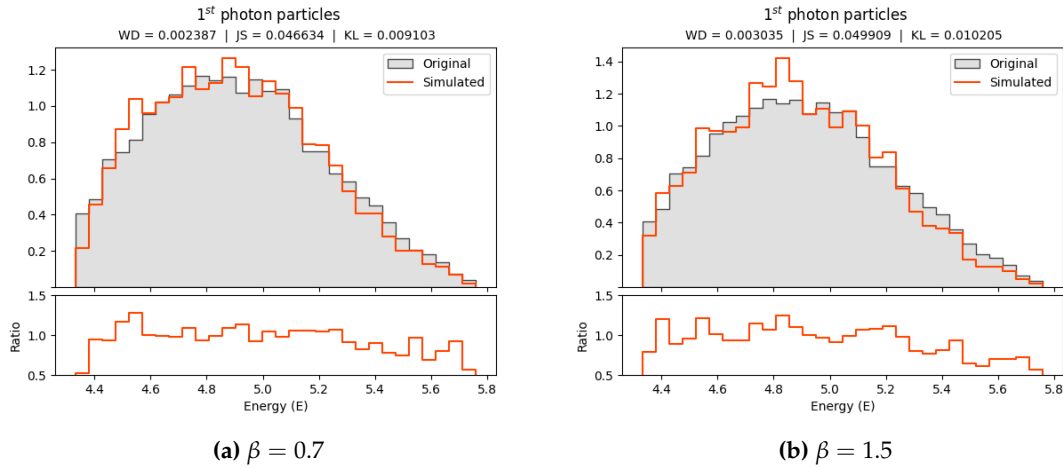 1st photon particles
WD = 0.002387 | JS = 0.046634 | KL = 0.009103
Original
Simulated
1.2
1.0
0.8
0.6
0.4
0.2
1.5
1.0
0.5
Ratio
4.4 4.6 4.8 5.0 5.2 5.4 5.6 5.8
Energy (E)
(a) β = 0.7
1st photon particles
WD = 0.003035 | JS = 0.049909 | KL = 0.010205
Original
Simulated
1.4
1.2
1.0
0.8
0.6
0.4
0.2
1.5
1.0
0.5
Ratio
4.4 4.6 4.8 5.0 5.2 5.4 5.6 5.8
Energy (E)
(b) β = 1.5